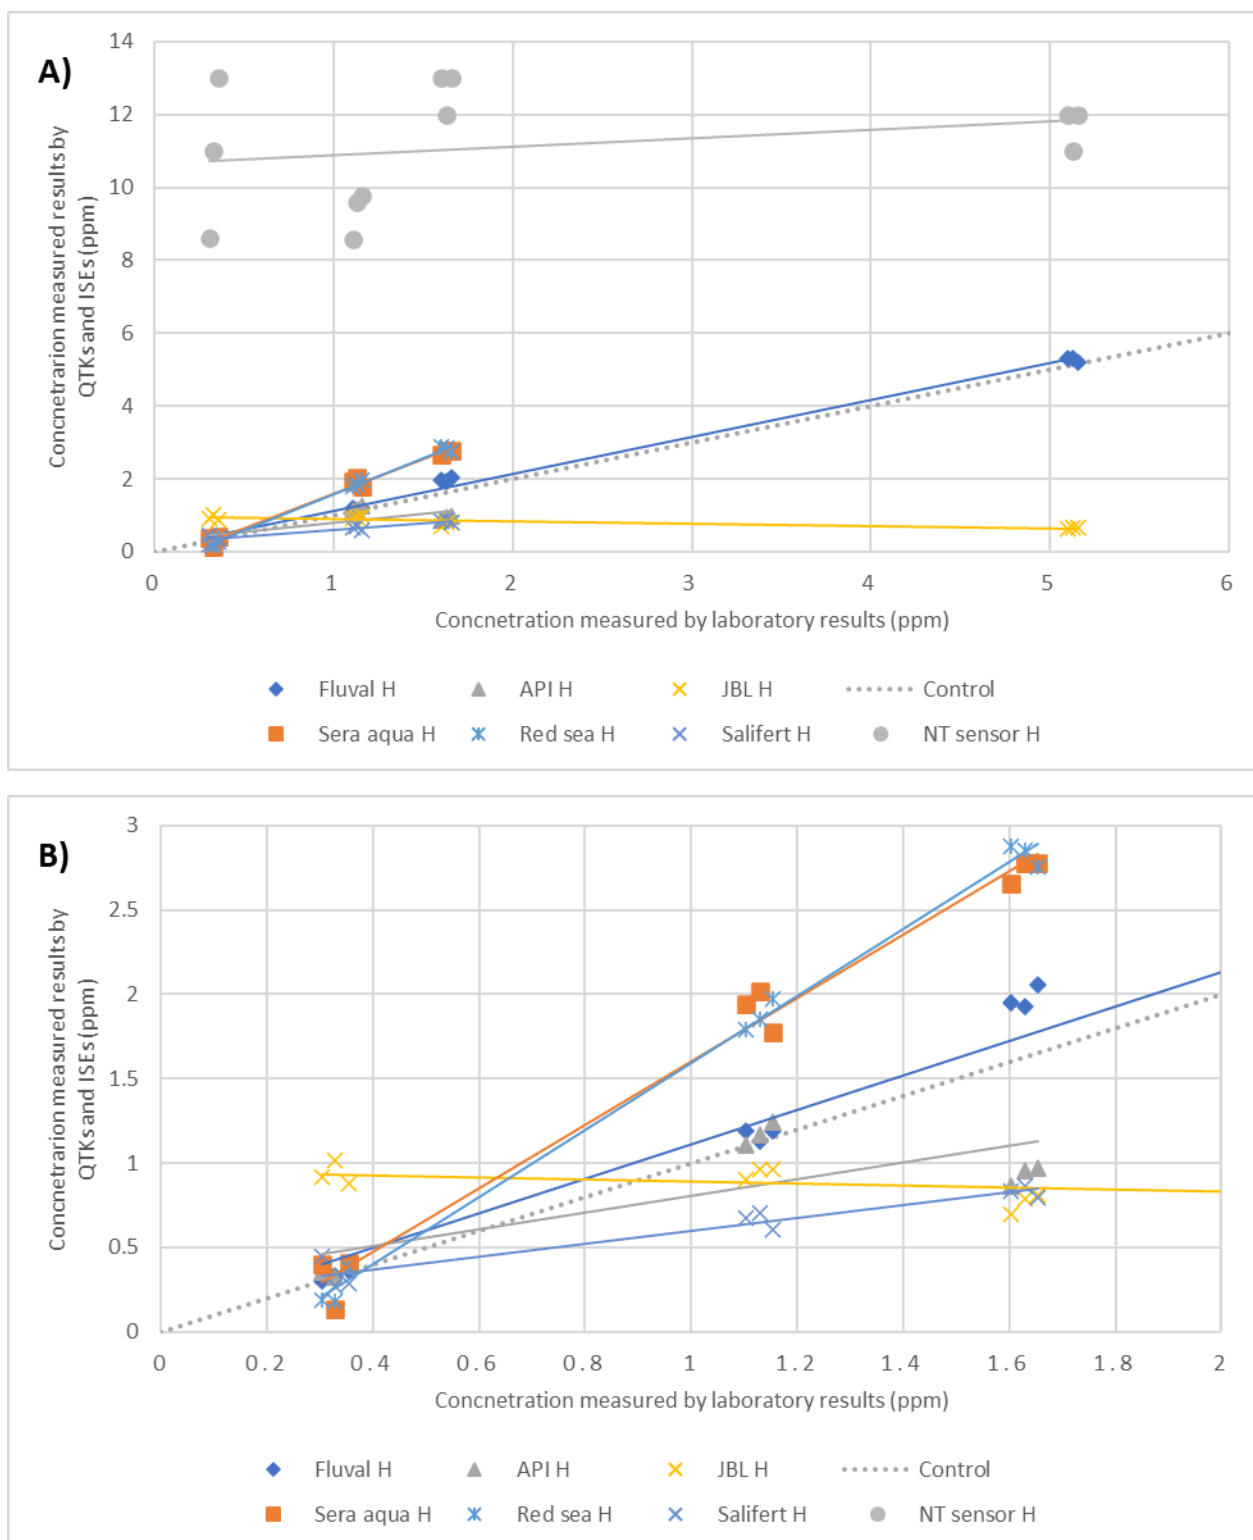 A)
14
12
10
8
6
4
2
0
Concnetrarion measured results by
QTKs and ISEs (ppm)
0 1 2 3 4 5 6
Concnetration measured by laboratory results (ppm)
Fluval H API H JBL H Control
Sera aqua H Red sea H Salifert H NT sensor H
B)
3
2.5
2
1.5
1
0.5
0
Concnetrarion measured results by
QTKs and ISEs (ppm)
0 0.2 0.4 0.6 0.8 1 1.2 1.4 1.6 1.8 2
Concnetration measured by laboratory results (ppm)
Fluval H API H JBL H Control
Sera aqua H Red sea H Salifert H NT sensor H